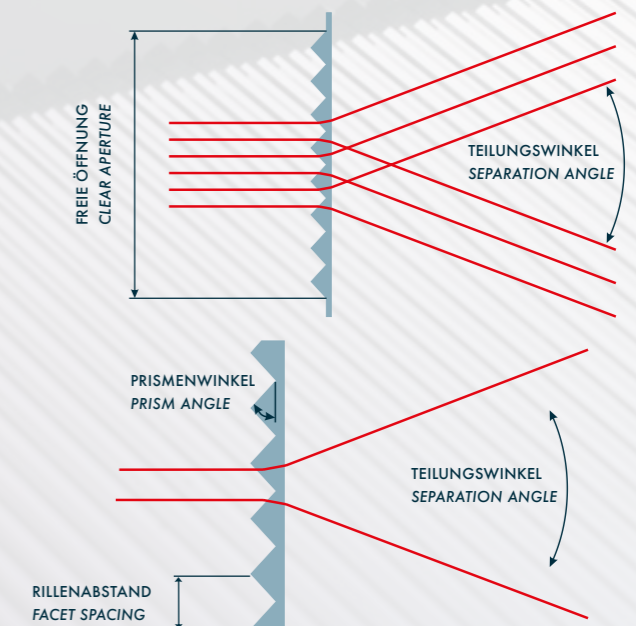 FREIE ÖFFNUNG
CLEAR APERTURE
TEILUNGSWINKEL
SEPARATION ANGLE
PRISMENWINKEL
PRISM ANGLE
TEILUNGSWINKEL
SEPARATION ANGLE
RILLENABSTAND
FACET SPACING